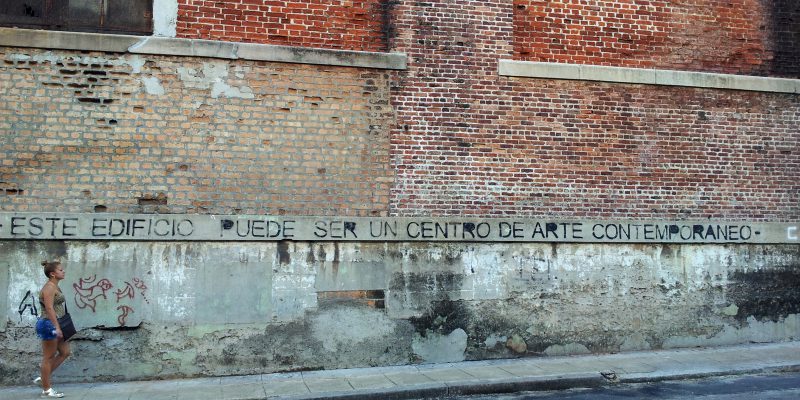 - ESTE EDIFICIO PUEDE SER UN CENTRO DE ARTE CONTEMPORANEO - C